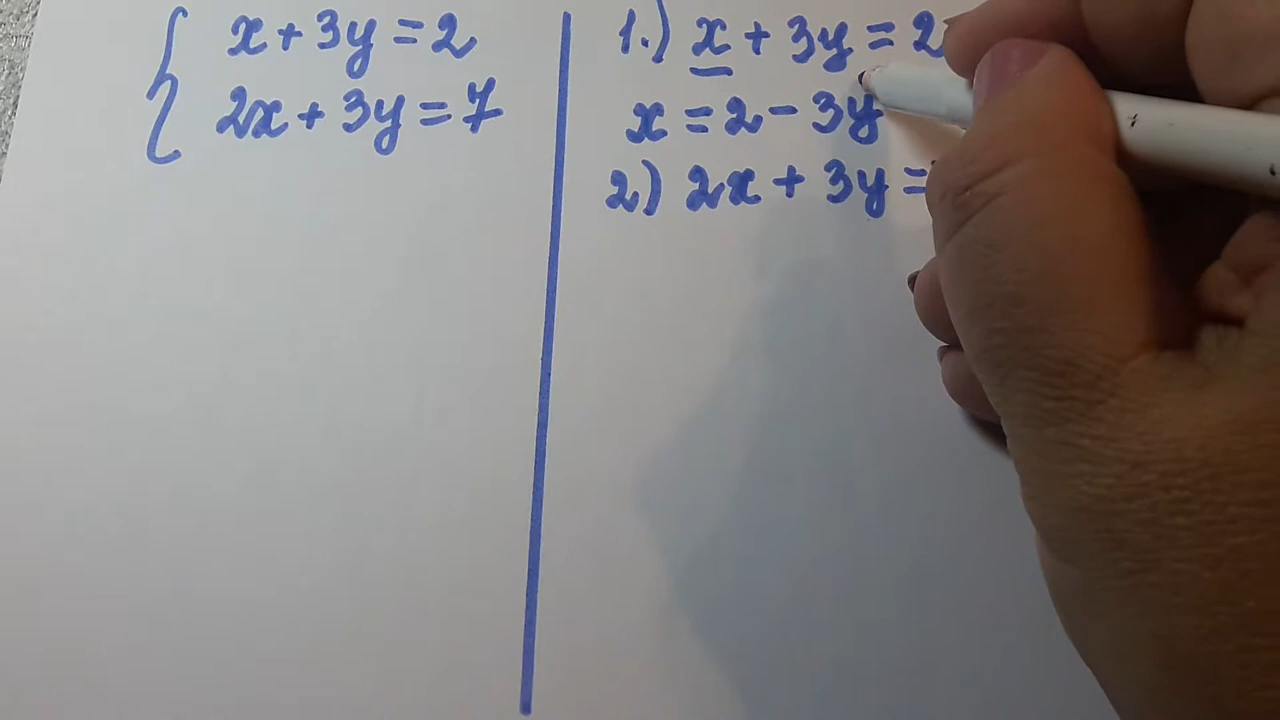 x + 3y = 2
2x + 3y = 7
1.) x + 3y = 2
x = 2 - 3y
2) 2x + 3y =